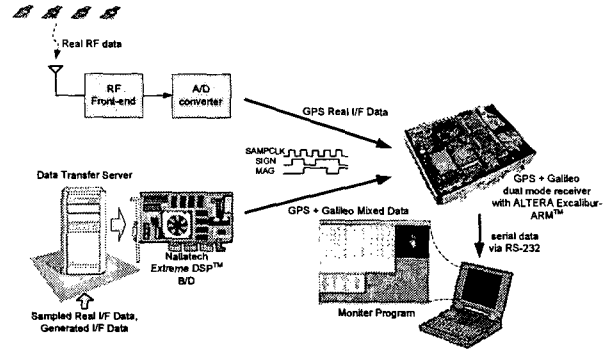 Real RF data
RF
Front-end
A/D
converter
GPS Real I/F Data
SAMPCLK
SIGN
MAG
Data Transfer Server
GPS + Galileo
dual mode receiver
with ALTERA Excalibur-
ARM™
GPS + Galileo Mixed Data
Nallatech
Extreme DSP™
B/D
serial data
via RS-232
Sampled Real I/F Data,
Generated I/F Data
Moniter Program